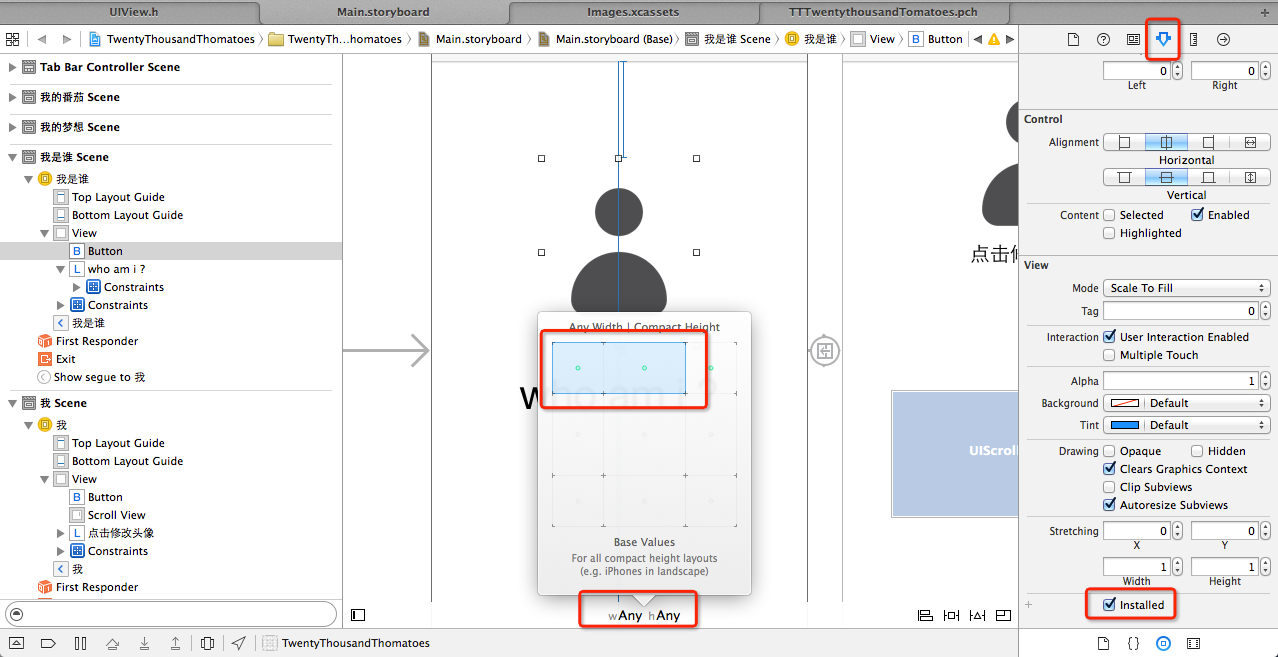 UIView.h
Main.storyboard
Images.xcassets
TTTwentythousandTomatoes.pch
TwentyThousandThomatoes
TwentyTh...homatoes
Main.storyboard
Main.storyboard (Base)
我是谁 Scene
我是谁
View
B Button
Tab Bar Controller Scene
我的番茄 Scene
我的梦想 Scene
我是谁 Scene
我是谁
Top Layout Guide
Bottom Layout Guide
View
B Button
L who am i ?
Constraints
Constraints
我是谁
First Responder
Exit
Show segue to 我
我 Scene
我
Top Layout Guide
Bottom Layout Guide
View
B Button
Scroll View
L 点击修改头像
Constraints
我
First Responder
Any Width | Compact Height
who am i ?
Base Values
For all compact height layouts
(e.g. iPhones in landscape)
wAny hAny
点击
UIScroll
0 0
Left Right
Control
Alignment
Horizontal
Vertical
Content Selected Enabled
Highlighted
View
Mode Scale To Fill
Tag 0
Interaction User Interaction Enabled
Multiple Touch
Alpha 1
Background Default
Tint Default
Drawing Opaque Hidden
Clears Graphics Context
Clip Subviews
Autoresize Subviews
Stretching 0 0
X Y
1 1
Width Height
+ Installed
TwentyThousandThomatoes